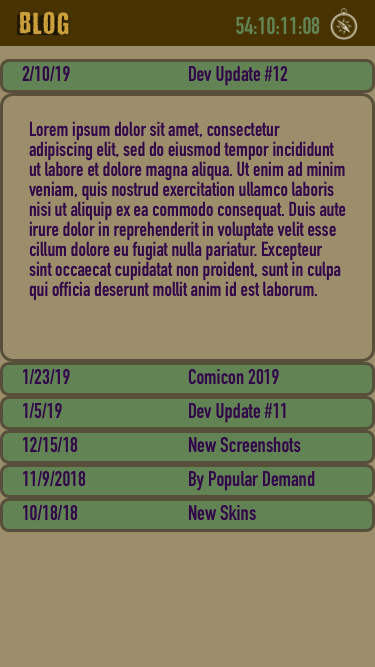 BLOG 54:10:11:08
2/10/19 Dev Update #12
Lorem ipsum dolor sit amet, consectetur
adipiscing elit, sed do eiusmod tempor incididunt
ut labore et dolore magna aliqua. Ut enim ad minim
veniam, quis nostrud exercitation ullamco laboris
nisi ut aliquip ex ea commodo consequat. Duis aute
irure dolor in reprehenderit in voluptate velit esse
cillum dolore eu fugiat nulla pariatur. Excepteur
sint occaecat cupidatat non proident, sunt in culpa
qui officia deserunt mollit anim id est laborum.
1/23/19 Comicon 2019
1/5/19 Dev Update #11
12/15/18 New Screenshots
11/9/2018 By Popular Demand
10/18/18 New Skins